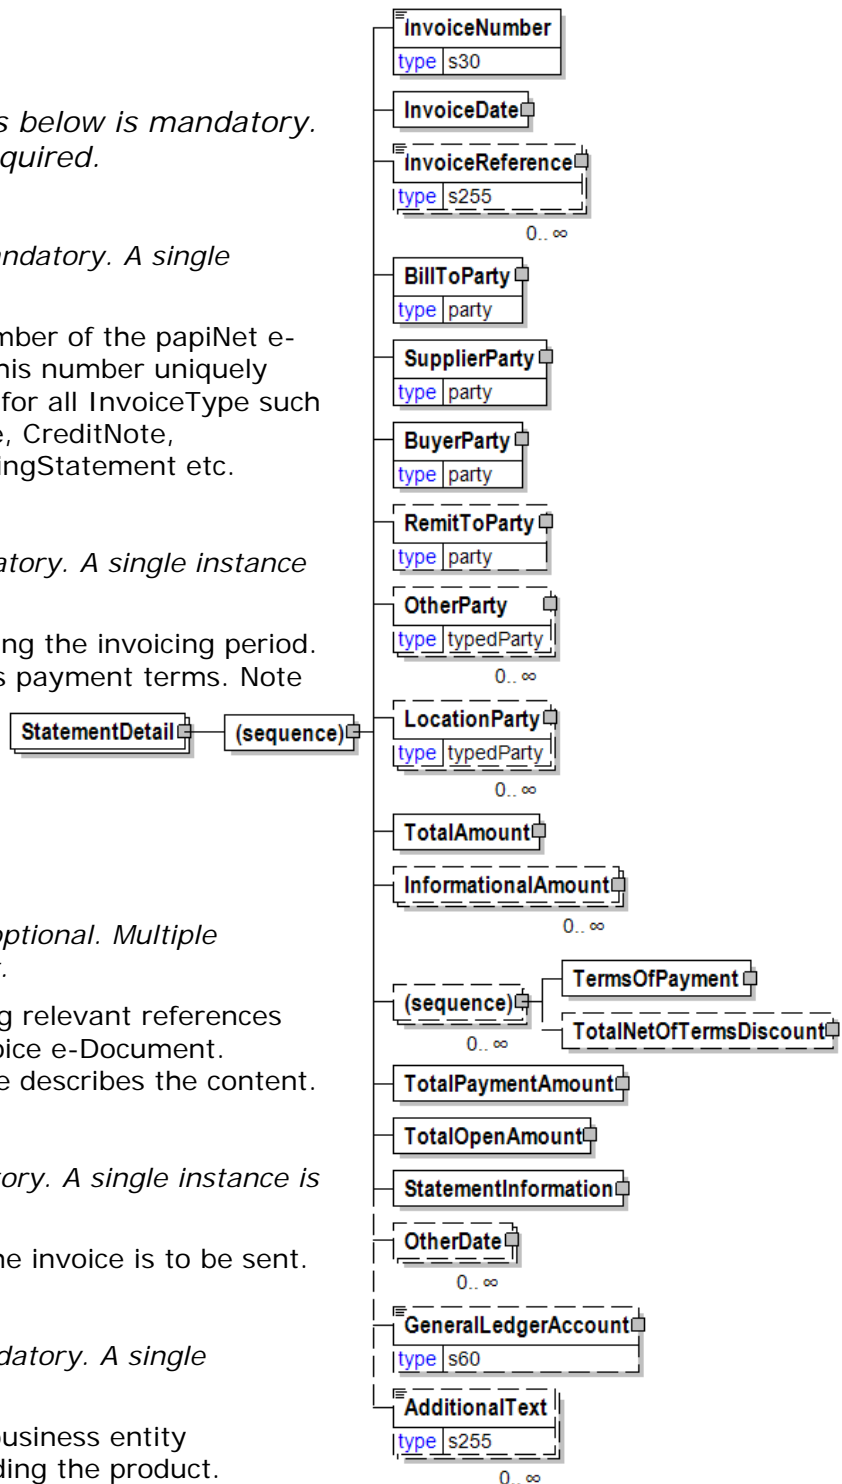 s below is mandatory.
quired.
ndatory. A single
mber of the papiNet e-
his number uniquely
for all InvoiceType such
e, CreditNote,
ingStatement etc.
atory. A single instance
ing the invoicing period.
s payment terms. Note
StatementDetail
(sequence)
optional. Multiple
.
g relevant references
oice e-Document.
e describes the content.
tory. A single instance is
he invoice is to be sent.
datory. A single
ousiness entity
ding the product.
InvoiceNumber
type s30
InvoiceDate
InvoiceReference
type s255
0.. ∞
BillToParty
type party
SupplierParty
type party
BuyerParty
type party
RemitToParty
type party
OtherParty
type typedParty
0.. ∞
LocationParty
type typedParty
0.. ∞
TotalAmount
InformationalAmount
0.. ∞
(sequence)
0.. ∞
TermsOfPayment
TotalNetOfTermsDiscount
TotalPaymentAmount
TotalOpenAmount
StatementInformation
OtherDate
0.. ∞
GeneralLedgerAccount
type s60
AdditionalText
type s255
0.. ∞